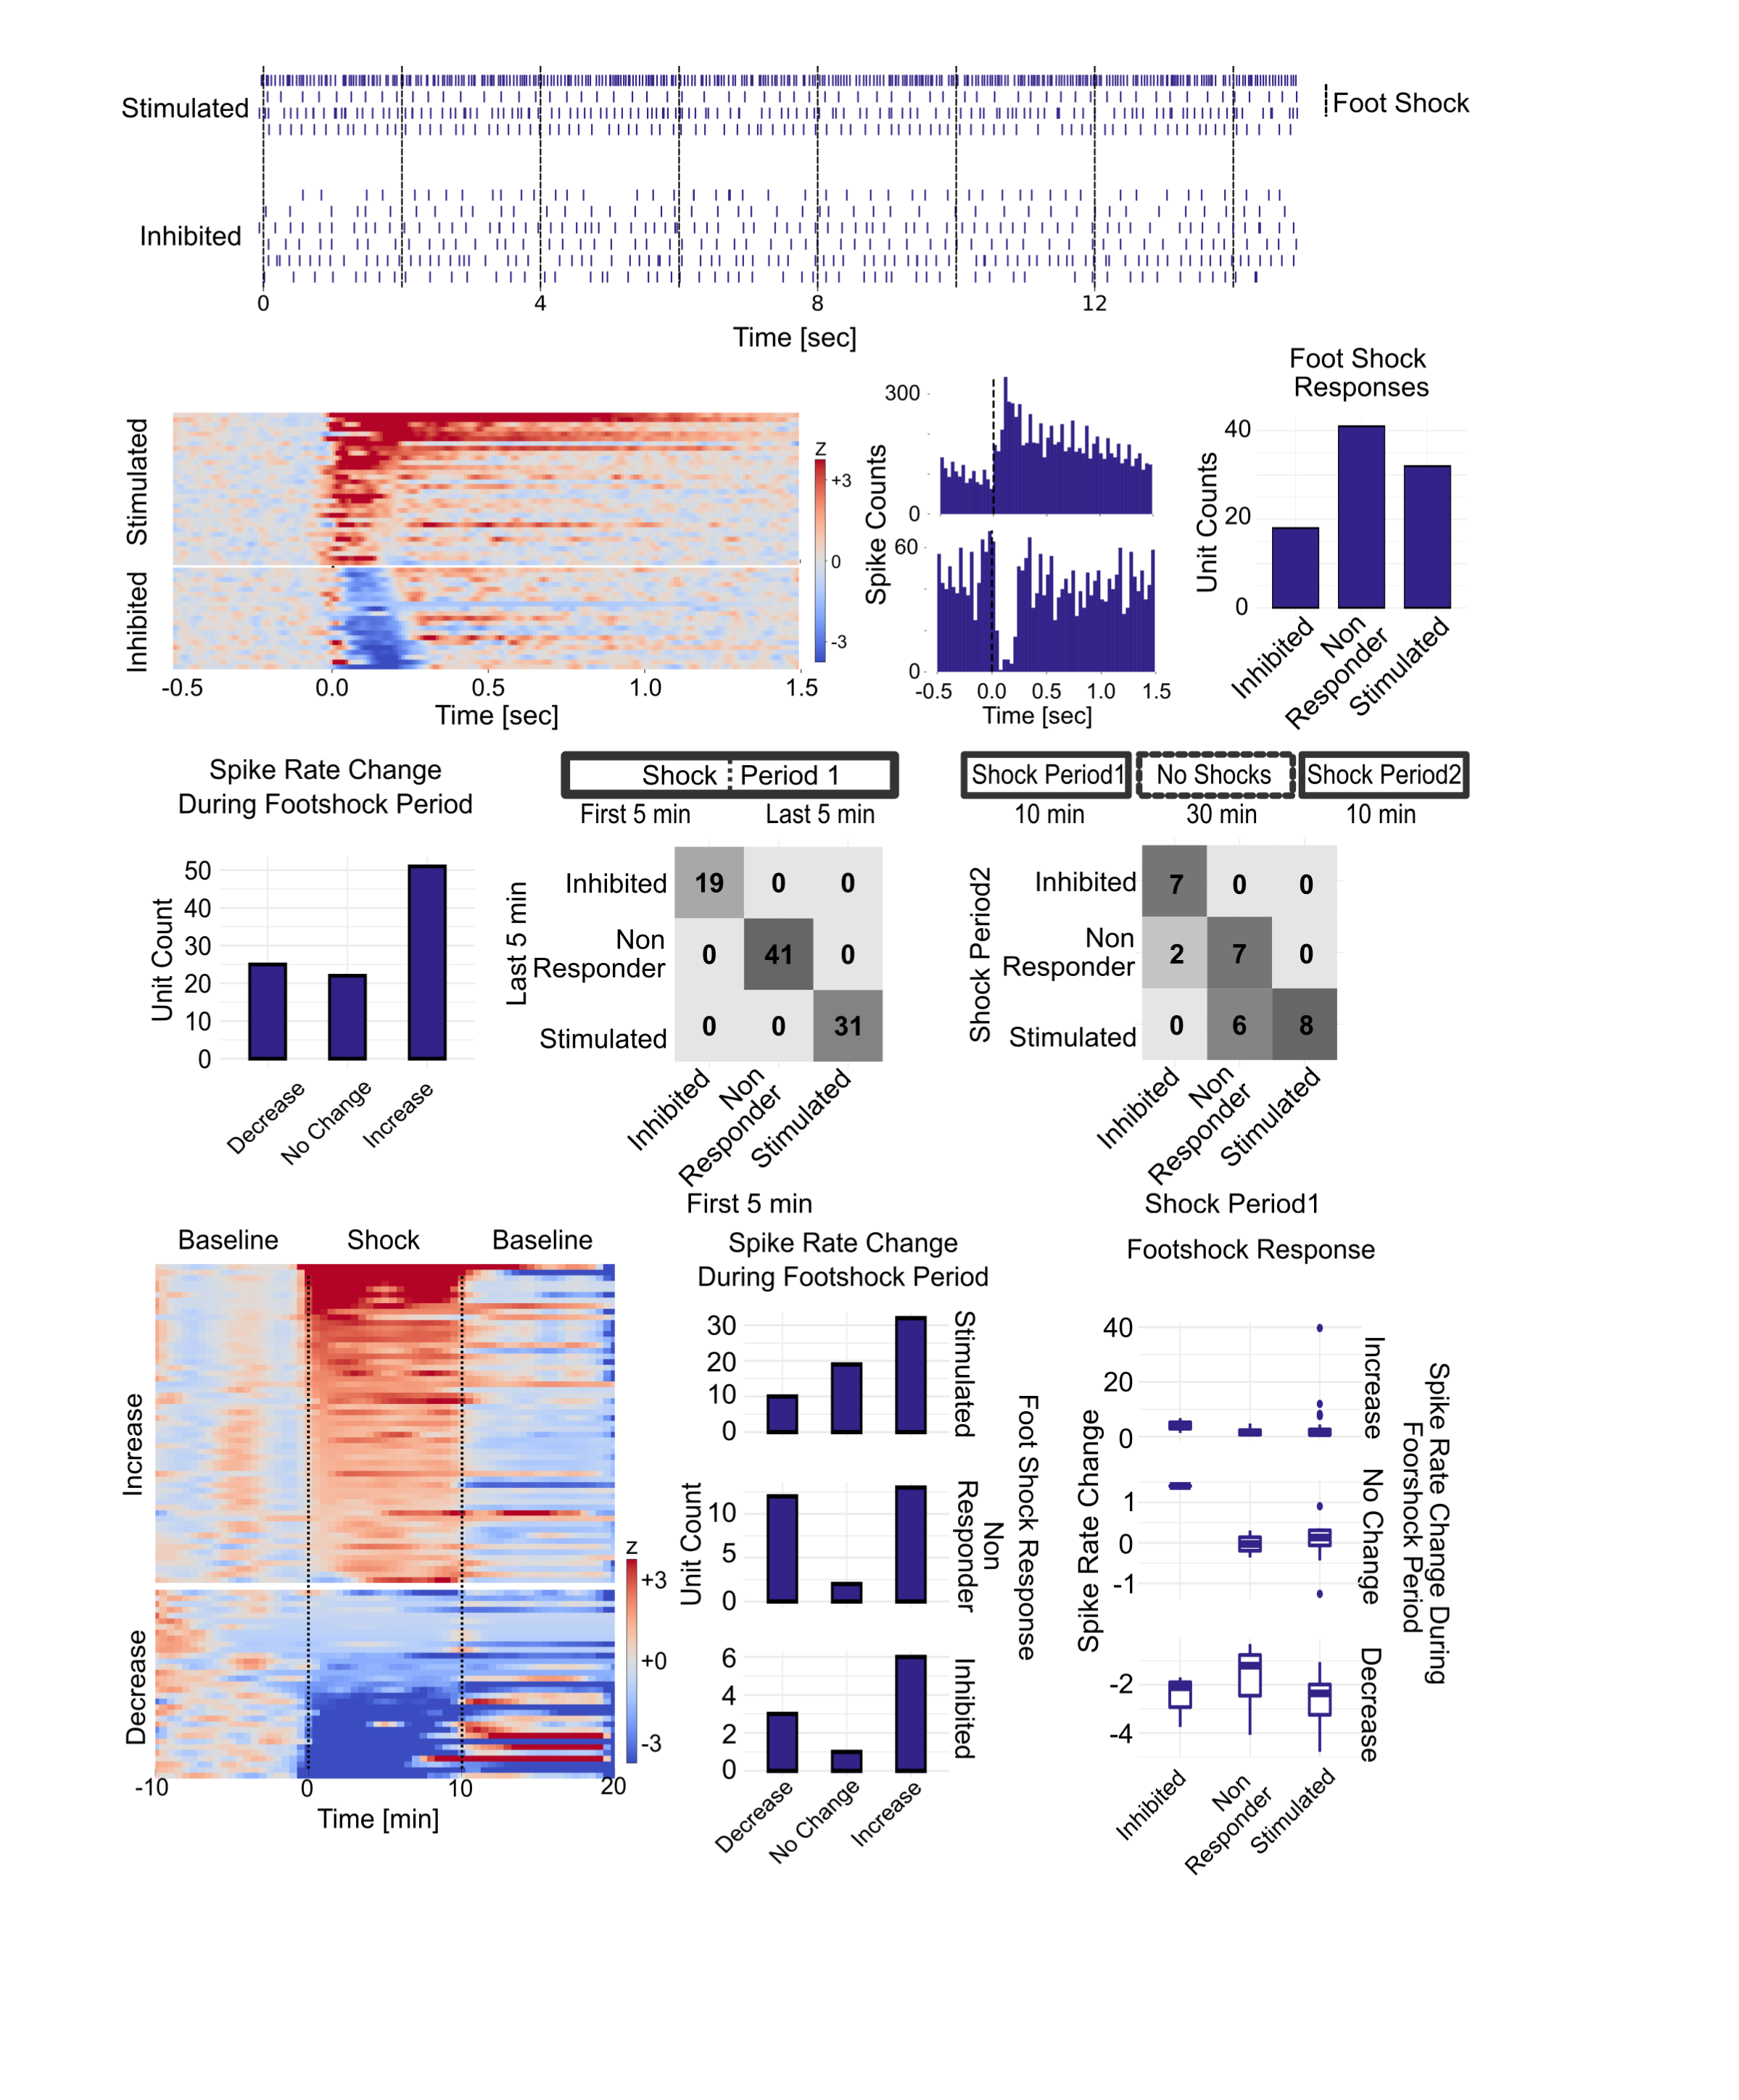 Stimulated
Foot Shock
Inhibited
0
4
8
12
Time [sec]
Stimulated
Inhibited
Z
+3
0
-3
-0.5
0.0
0.5
1.0
1.5
Time [sec]
Spike Counts
300
0
60
0
-0.5
0.0
0.5
1.0
1.5
Time [sec]
Foot Shock
Responses
Unit Counts
40
20
0
Inhibited
Non
Responder
Stimulated
Spike Rate Change
During Footshock Period
Unit Count
50
40
30
20
10
0
Decrease
No Change
Increase
Shock Period 1
First 5 min
Last 5 min
Last 5 min
Inhibited
19 0 0
Non
Responder
0 41 0
Stimulated
0 0 31
Inhibited
Non
Responder
Stimulated
First 5 min
Shock Period1
No Shocks
Shock Period2
10 min
30 min
10 min
Shock Period2
Inhibited
7 0 0
Non
Responder
2 7 0
Stimulated
0 6 8
Inhibited
Non
Responder
Stimulated
Shock Period1
Baseline
Shock
Baseline
Increase
Decrease
z
+3
+0
-3
-10
0
10
20
Time [min]
Spike Rate Change
During Footshock Period
Unit Count
30
20
10
0
Stimulated
10
5
0
Non
Responder
6
4
2
0
Inhibited
Foot Shock Response
Decrease
No Change
Increase
Footshock Response
Spike Rate Change
40
20
0
Increase
1
0
-1
No Change
-2
-4
Decrease
Spike Rate Change During
Foorshock Period
Inhibited
Non
Responder
Stimulated